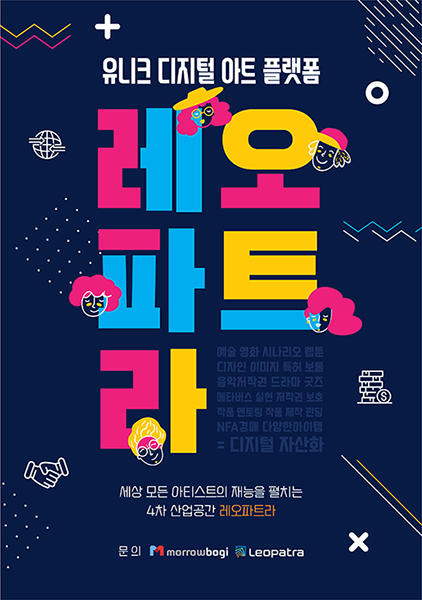 유니크 디지털 아트 플랫폼
레오
파트
라
예술 영화 시나리오 웹툰
디자인 이미지 특허 보물
음악저작권 드라마 굿즈
메타버스 실현 저작권 보호
작품 멘토링 작품 제작 펀딩
NFA경매 다양한아이템
= 디지털 자산화
세상 모든 아티스트의 재능을 펼치는
4차 산업공간 레오파트라
문의 morrowbogi Leopatra